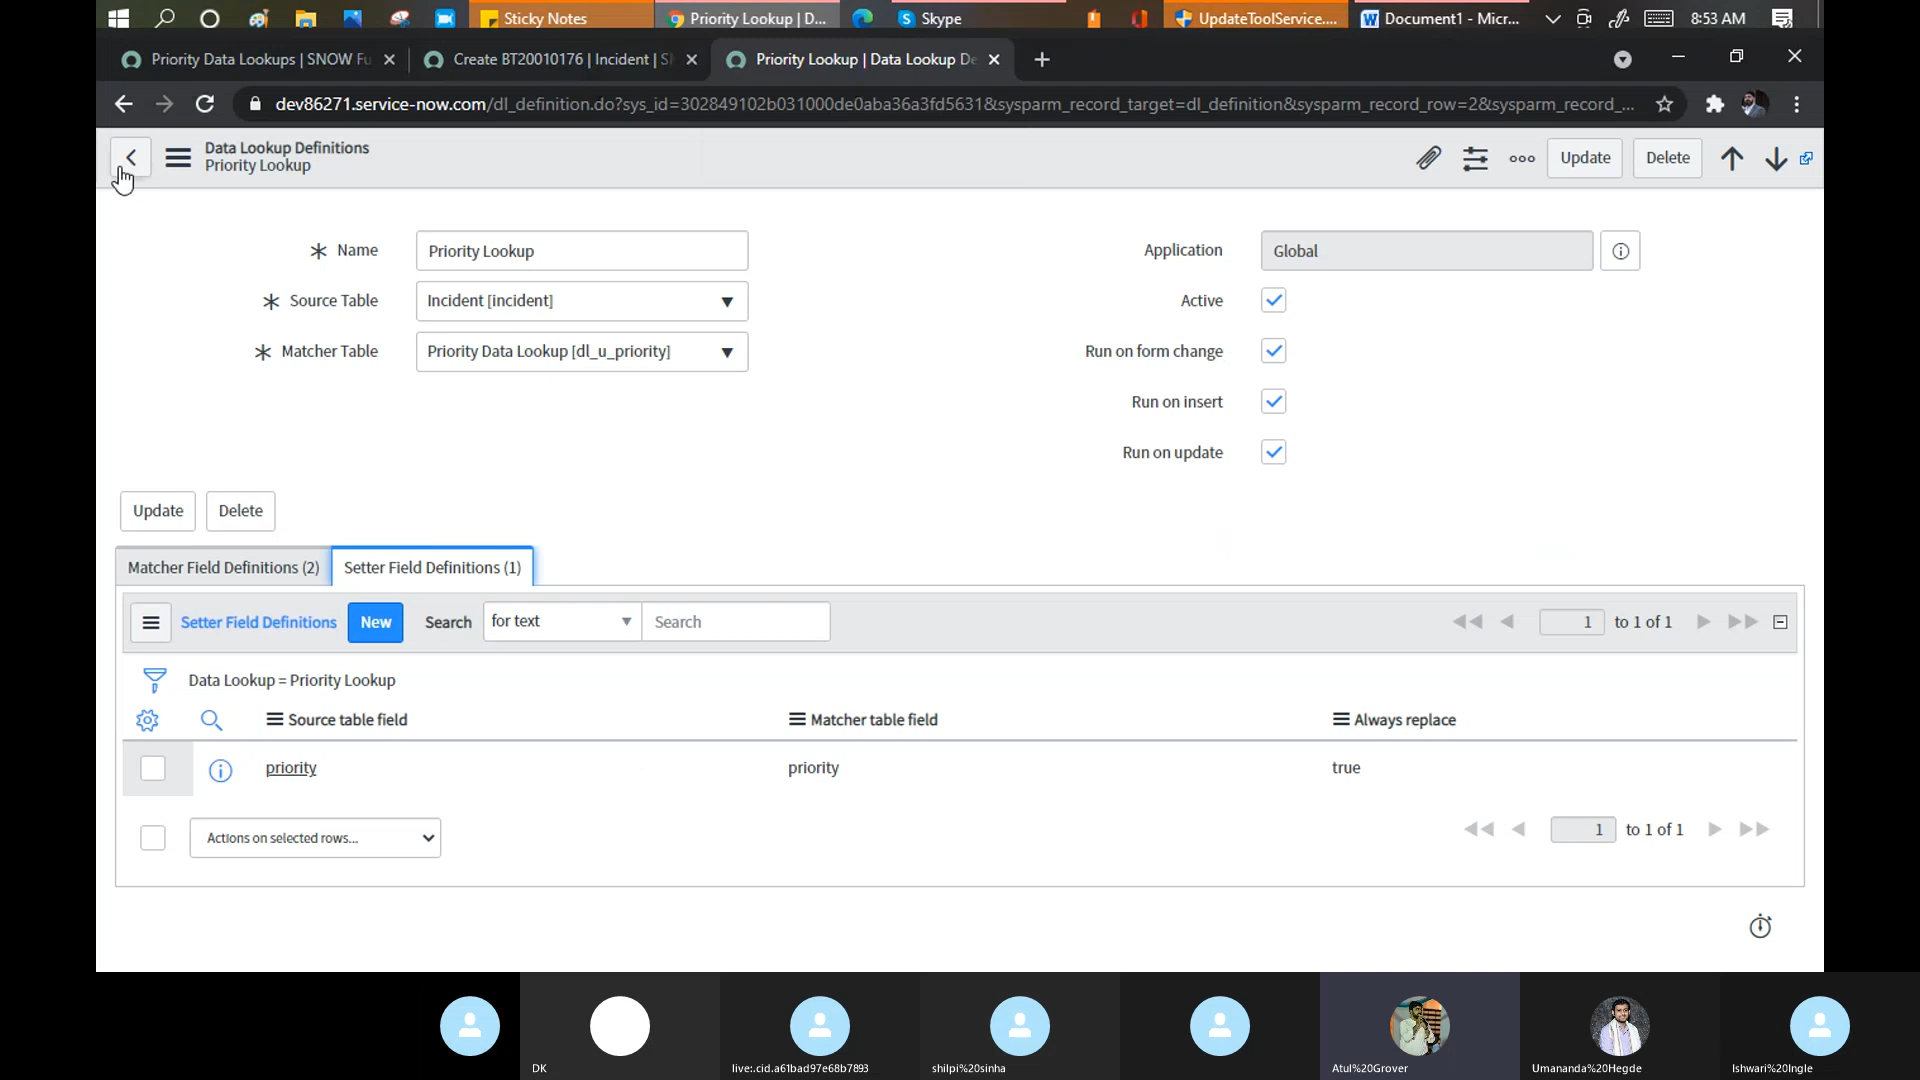 Sticky Notes
Priority Lookup | D...
Skype
UpdateToolService....
Document1 - Micr...
8:53 AM
Priority Data Lookups | SNOW Fu
Create BT20010176 | Incident | S
Priority Lookup | Data Lookup De
dev86271.service-now.com/dl_definition.do?sys_id=302849102b031000de0aba36a3fd5631&sysparm_record_target=dl_definition&sysparm_record_row=2&sysparm_record_...
Data Lookup Definitions
Priority Lookup
Update
Delete
Name
Priority Lookup
Application
Global
Source Table
Incident [incident]
Active
Matcher Table
Priority Data Lookup [dl_u_priority]
Run on form change
Run on insert
Run on update
Update
Delete
Matcher Field Definitions (2)
Setter Field Definitions (1)
Setter Field Definitions
New
Search
for text
Search
1 to 1 of 1
Data Lookup = Priority Lookup
Source table field
Matcher table field
Always replace
priority
priority
true
Actions on selected rows...
1 to 1 of 1
DK
live:.cid.a61bad97e68b7893
shilpi%20sinha
Atul%20Grover
Umananda%20Hegde
Ishwari%20Ingle